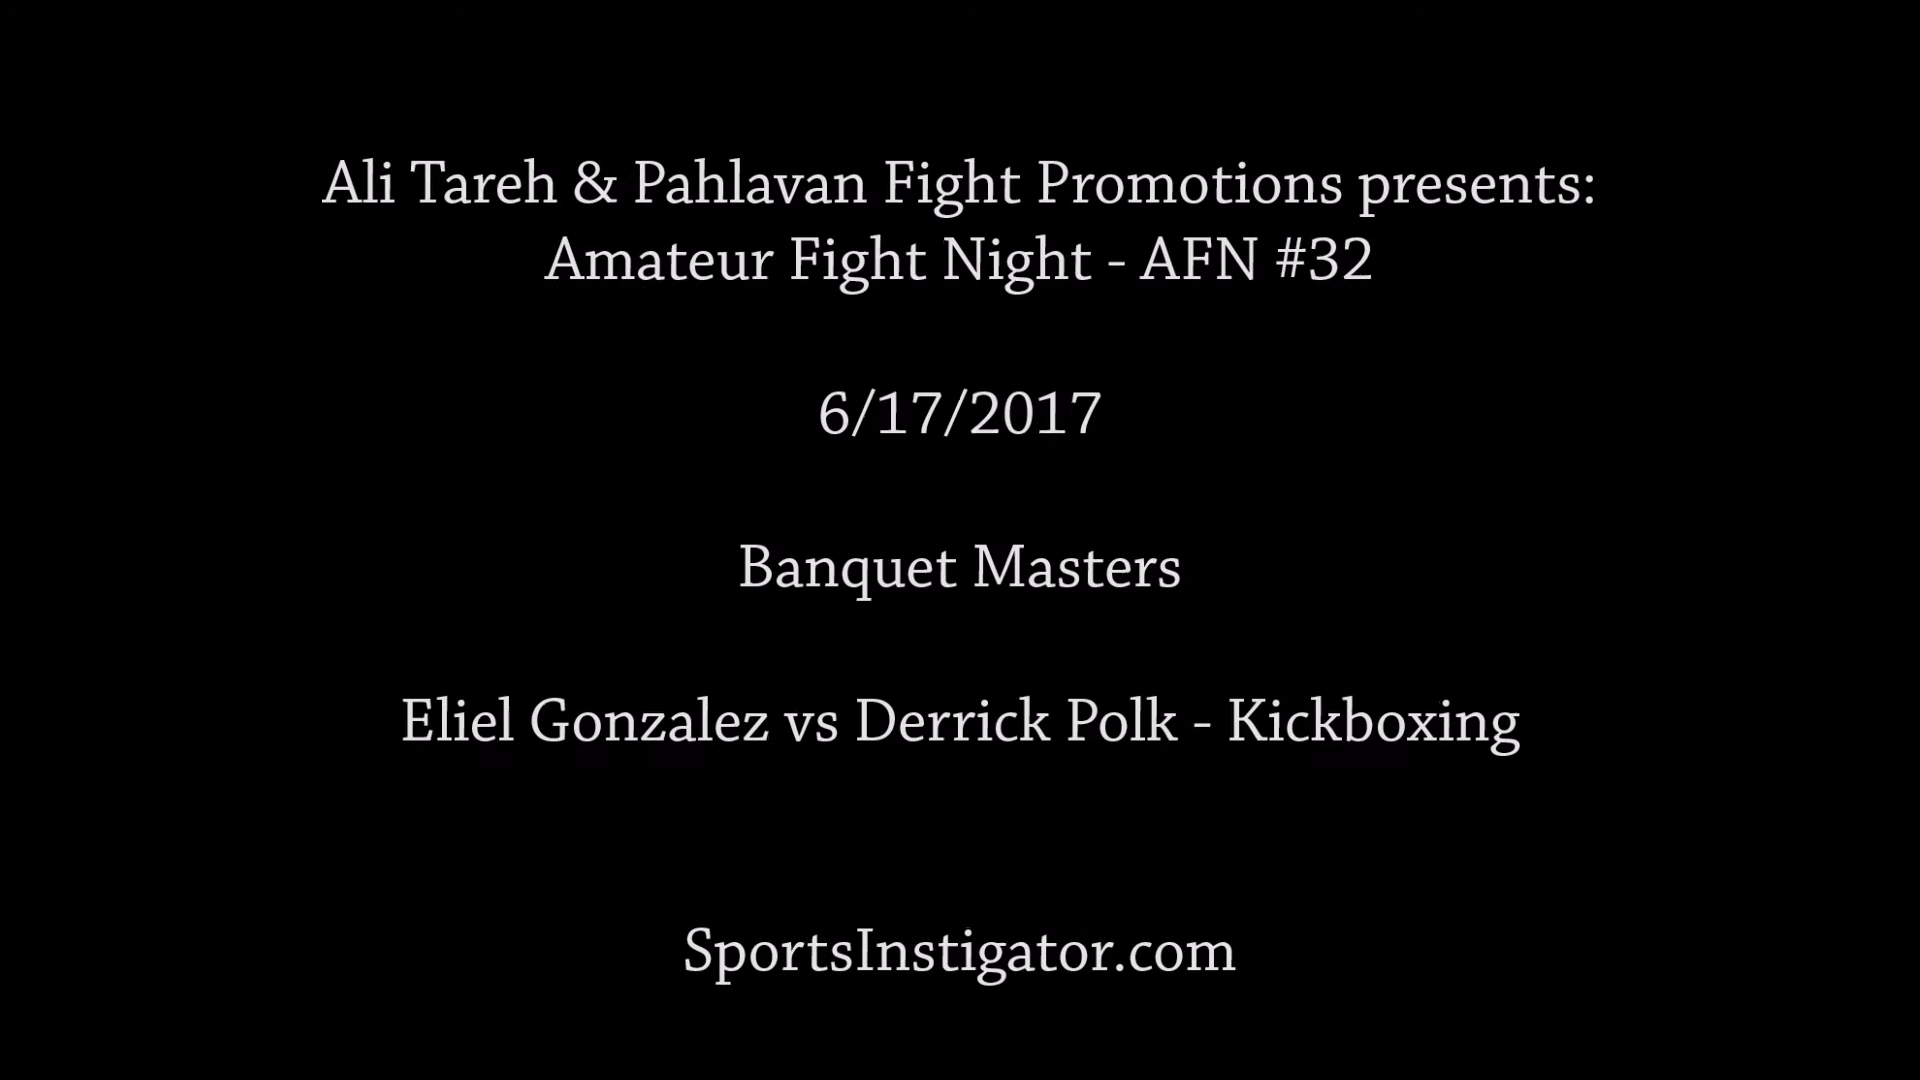 Ali Tareh & Pahlavan Fight Promotions presents:
Amateur Fight Night - AFN #32
6/17/2017
Banquet Masters
Eliel Gonzalez vs Derrick Polk - Kickboxing
SportsInstigator.com